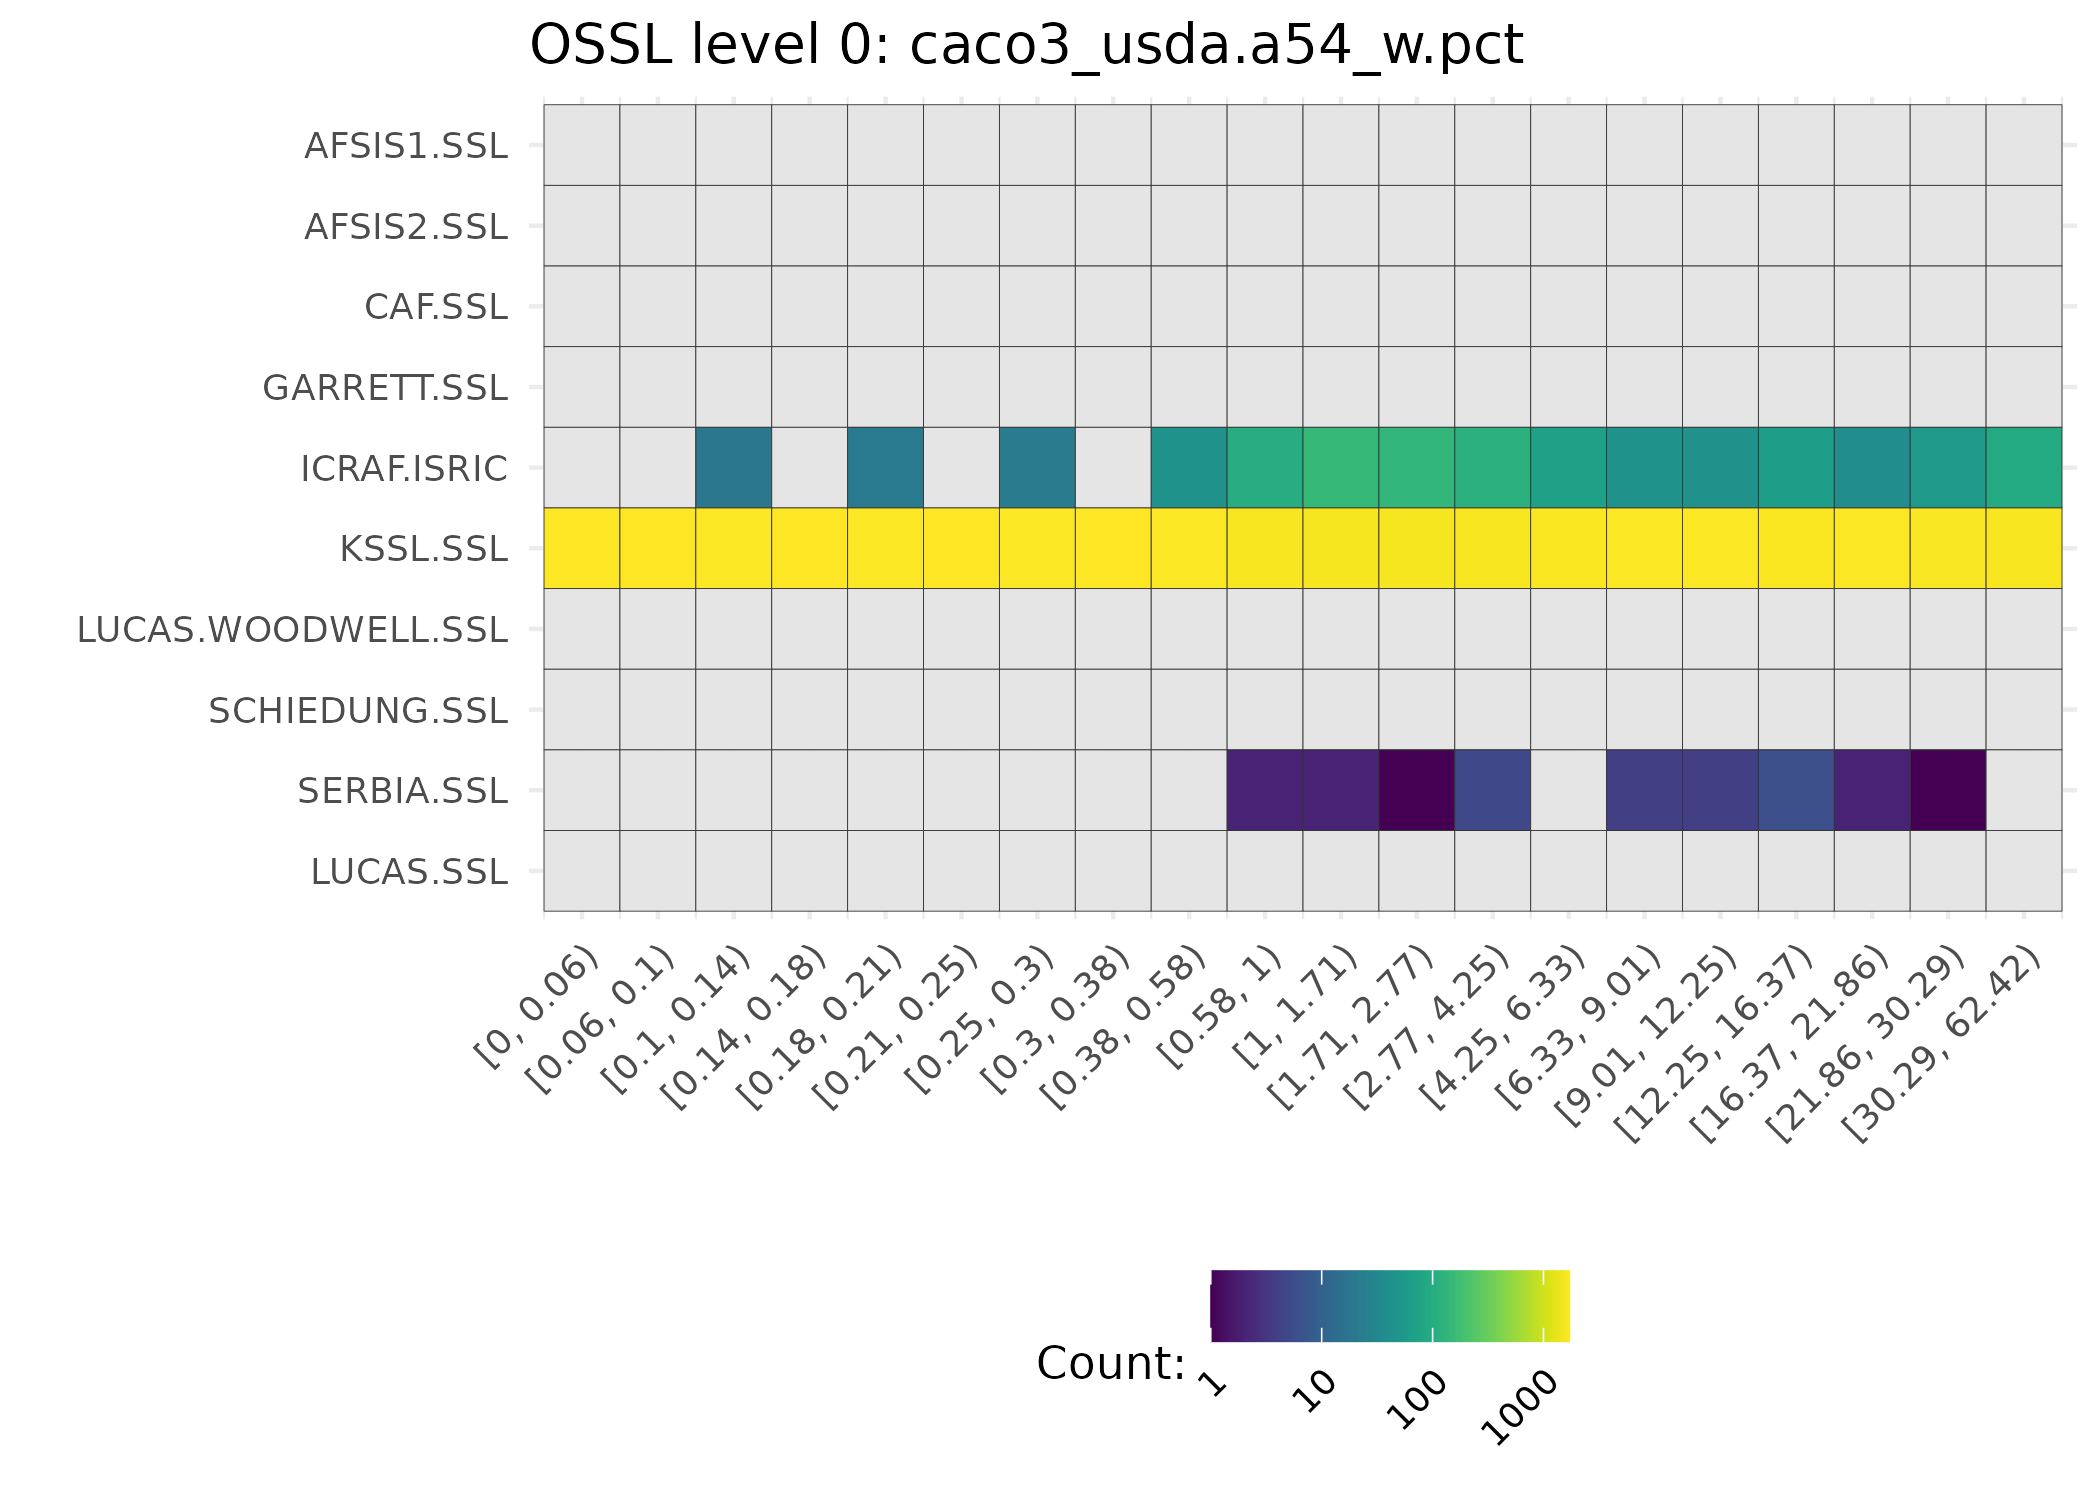 OSSL level 0: caco3_usda.a54_w.pct
AFSIS1.SSL
AFSIS2.SSL
CAF.SSL
GARRETT.SSL
ICRAF.ISRIC
KSSL.SSL
LUCAS.WOODWELL.SSL
SCHIEDUNG.SSL
SERBIA.SSL
LUCAS.SSL
[0, 0.06)
[0.06, 0.1)
[0.1, 0.14)
[0.14, 0.18)
[0.18, 0.21)
[0.21, 0.25)
[0.25, 0.3)
[0.3, 0.38)
[0.38, 0.58)
[0.58, 1)
[1, 1.71)
[1.71, 2.77)
[2.77, 4.25)
[4.25, 6.33)
[6.33, 9.01)
[9.01, 12.25)
[12.25, 16.37)
[16.37, 21.86)
[21.86, 30.29)
[30.29, 62.42)
Count:
1
10
100
1000